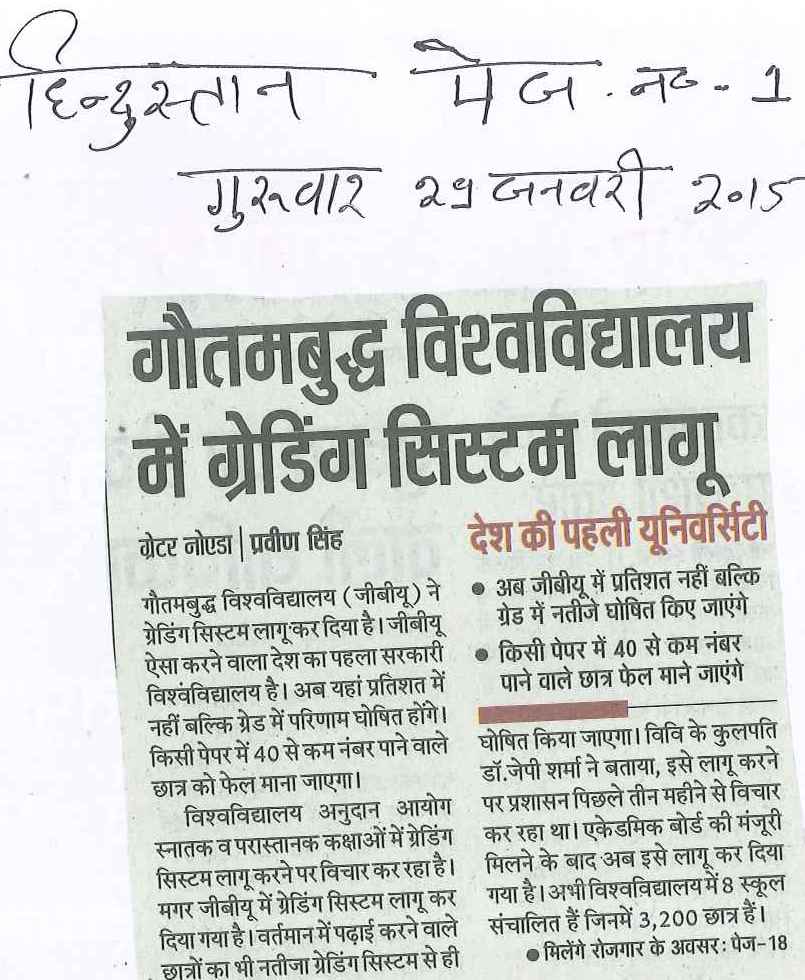 हिन्दुस्तान पेज. नं० - 1
गुरूवार २९ जनवरी २०15
गौतमबुद्ध विश्वविद्यालय
में ग्रेडिंग सिस्टम लागू
ग्रेटर नोएडा | प्रवीण सिंह
गौतमबुद्ध विश्वविद्यालय (जीबीयू) ने
ग्रेडिंग सिस्टम लागू कर दिया है। जीबीयू
ऐसा करने वाला देश का पहला सरकारी
विश्वविद्यालय है। अब यहां प्रतिशत में
नहीं बल्कि ग्रेड में परिणाम घोषित होंगे।
किसी पेपर में 40 से कम नंबर पाने वाले
छात्र को फेल माना जाएगा।
विश्वविद्यालय अनुदान आयोग
स्नातक व परास्तानक कक्षाओं में ग्रेडिंग
सिस्टम लागू करने पर विचार कर रहा है।
मगर जीबीयू में ग्रेडिंग सिस्टम लागू कर
दिया गया है। वर्तमान में पढ़ाई करने वाले
छात्रों का भी नतीजा ग्रेडिंग सिस्टम से ही
देश की पहली यूनिवर्सिटी
● अब जीबीयू में प्रतिशत नहीं बल्कि
ग्रेड में नतीजे घोषित किए जाएंगे
● किसी पेपर में 40 से कम नंबर
पाने वाले छात्र फेल माने जाएंगे
घोषित किया जाएगा। विवि के कुलपति
डॉ.जेपी शर्मा ने बताया, इसे लागू करने
पर प्रशासन पिछले तीन महीने से विचार
कर रहा था। एकेडमिक बोर्ड की मंजूरी
मिलने के बाद अब इसे लागू कर दिया
गया है। अभी विश्वविद्यालय में 8 स्कूल
संचालित हैं जिनमें 3,200 छात्र हैं।
● मिलेंगे रोजगार के अवसर: पेज-18